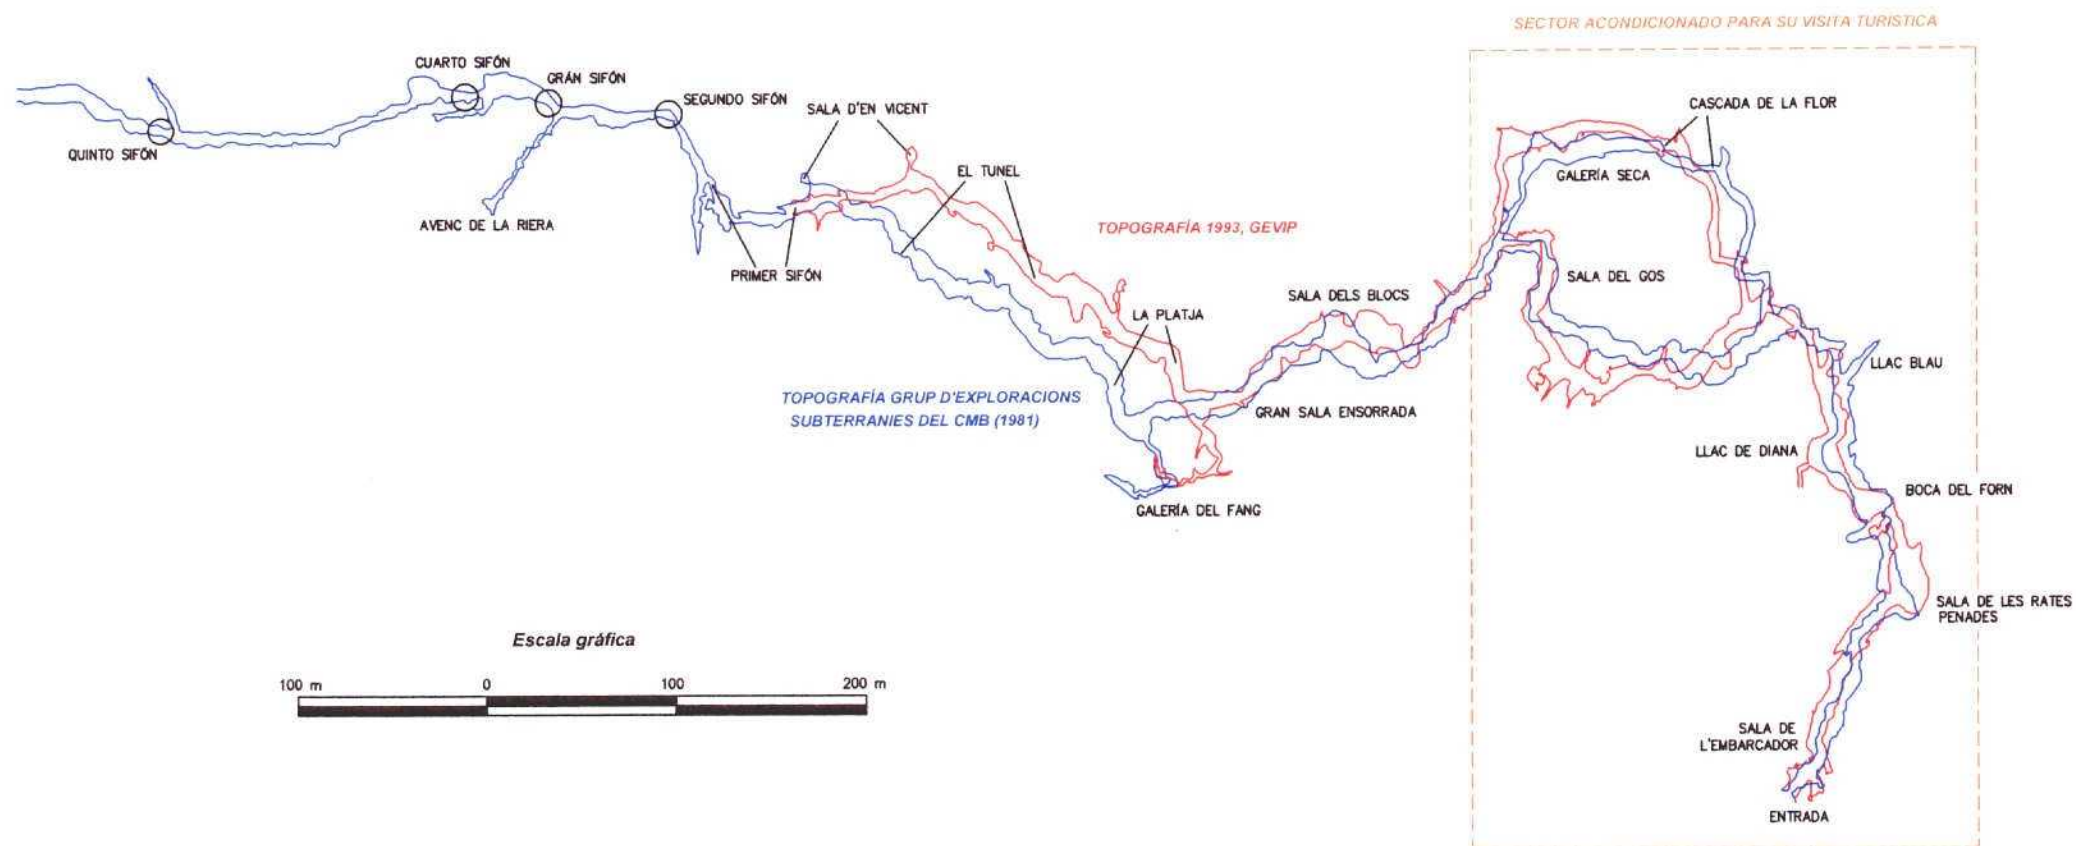 SECTOR ACONDICIONADO PARA SU VISITA TURISTICA
CUARTO SIFÓN
GRÁN SIFÓN
SEGUNDO SIFÓN
SALA D'EN VICENT
CASCADA DE LA FLOR
QUINTO SIFÓN
EL TUNEL
GALERÍA SECA
AVENC DE LA RIERA
TOPOGRAFÍA 1993, GEVIP
PRIMER SIFÓN
SALA DEL GOS
SALA DELS BLOCS
LA PLATJA
LLAC BLAU
TOPOGRAFÍA GRUP D'EXPLORACIONS
SUBTERRANIES DEL CMB (1981)
GRAN SALA ENSORRADA
LLAC DE DIANA
BOCA DEL FORN
GALERÍA DEL FANG
SALA DE LES RATES
PENADES
Escala gráfica
100 m 0 100 200 m
SALA DE
L'EMBARCADOR
ENTRADA